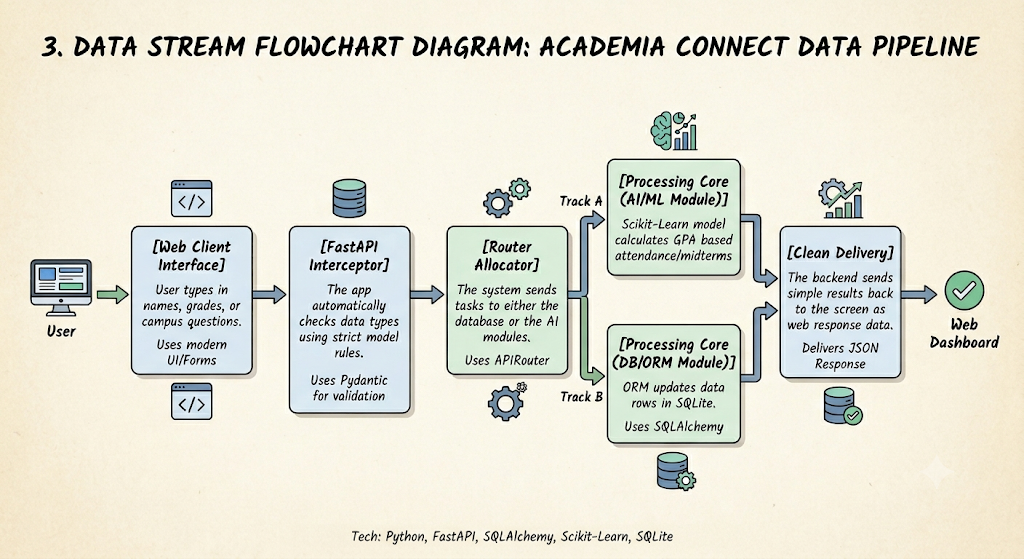 3. DATA STREAM FLOWCHART DIAGRAM: ACADEMIA CONNECT DATA PIPELINE
User
</>
[Web Client
Interface]
User types in
names, grades, or
campus questions.
Uses modern
UI/Forms
</>
[FastAPI
Interceptor]
The app
automatically
checks data types
using strict model
rules.
Uses Pydantic
for validation
[Router
Allocator]
The system sends
tasks to either the
database or the AI
modules.
Uses APIRouter
Track A
[Processing Core
(AI/ML Module)]
Scikit-Learn model
calculates GPA based
attendance/midterms
Track B
[Processing Core
(DB/ORM Module)]
ORM updates data
rows in SQLite.
Uses SQLAlchemy
[Clean Delivery]
The backend sends
simple results back
to the screen as
web response data.
Delivers JSON
Response
Web
Dashboard
Tech: Python, FastAPI, SQLAlchemy, Scikit-Learn, SQLite